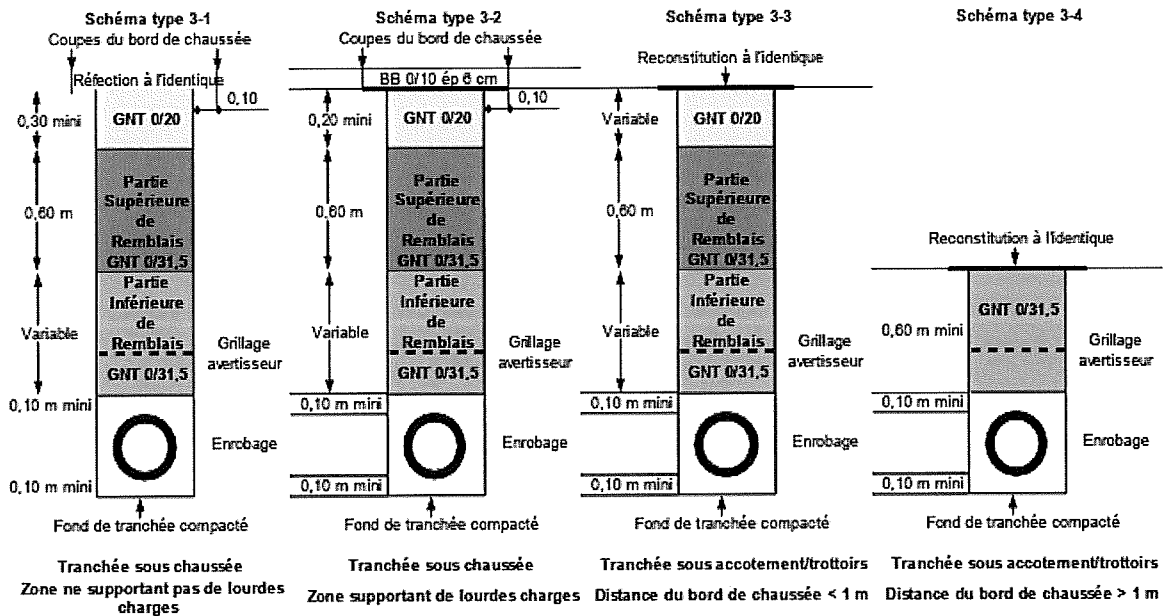 Schéma type 3-1
Coupes du bord de chaussée
Réfection à l'identique
0,10
0,30 mini
GNT 0/20
0,60 m
Partie
Supérieure
de
Remblais
GNT 0/31,5
Variable
Partie
Inférieure
de
Remblais
GNT 0/31,5
Grillage
avertisseur
0,10 m mini
Enrobage
0,10 m mini
Fond de tranchée compacté
Tranchée sous chaussée
Zone ne supportant pas de lourdes
charges
Schéma type 3-2
Coupes du bord de chaussée
BB 0/10 ép 6 cm
0,10
0,20 mini
GNT 0/20
0,60 m
Partie
Supérieure
de
Remblais
GNT 0/31,5
Variable
Partie
Inférieure
de
Remblais
GNT 0/31,5
Grillage
avertisseur
0,10 m mini
Enrobage
0,10 m mini
Fond de tranchée compacté
Tranchée sous chaussée
Zone supportant de lourdes charges
Schéma type 3-3
Reconstitution à l'identique
Variable
GNT 0/20
0,60 m
Partie
Supérieure
de
Remblais
GNT 0/31,5
Variable
Partie
Inférieure
de
Remblais
GNT 0/31,5
Grillage
avertisseur
0,10 m mini
Enrobage
0,10 m mini
Fond de tranchée compacté
Tranchée sous accotement/trottoirs
Distance du bord de chaussée < 1 m
Schéma type 3-4
Reconstitution à l'identique
GNT 0/31,5
0,60 m mini
Grillage
avertisseur
0,10 m mini
Enrobage
0,10 m mini
Fond de tranchée compacté
Tranchée sous accotement/trottoirs
Distance du bord de chaussée > 1 m